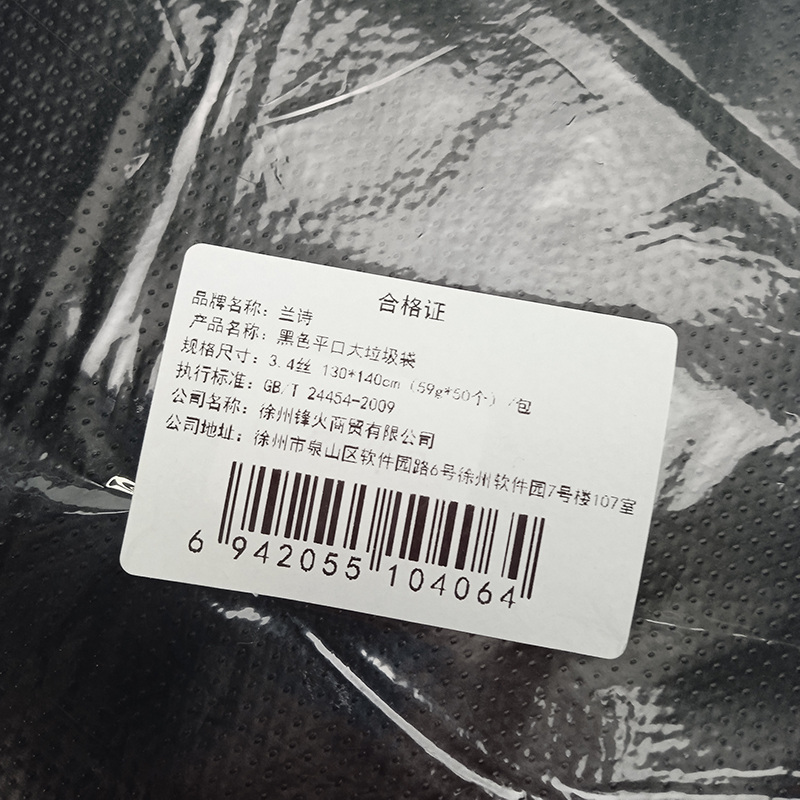 合格证
品牌名称：兰诗
产品名称：黑色平口大垃圾袋
规格尺寸：3.4丝 130*140cm（59g*50个）/包
执行标准：GB/T 24454-2009
公司名称：徐州锋火商贸有限公司
公司地址：徐州市泉山区软件园路6号徐州软件园7号楼107室
6 942055 104064